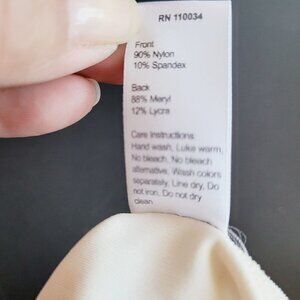 RN 110034
Front
90% Nylon
10% Spandex
Back
88% Meryl
12% Lycra
Care Instructions:
Hand wash, Luke warm,
No bleach, No bleach
alternative. Wash colors
separately, Line dry, Do
not iron, Do not dry
clean